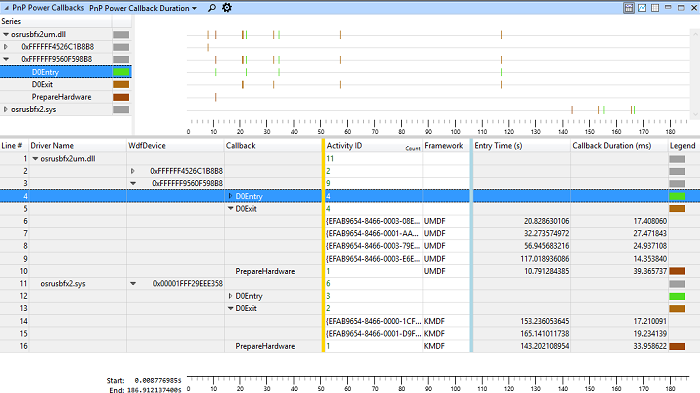 PnP Power Callbacks PnP Power Callback Duration
Series
osrusbfx2um.dll
0xFFFFFF4526C1B8B8
0xFFFFFF9560F598B8
D0Entry
D0Exit
PrepareHardware
osrusbfx2.sys
0 10 20 30 40 50 60 70 80 90 100 110 120 130 140 150 160 170 180
Line # Driver Name WdfDevice Callback Activity ID Count Framework Entry Time (s) Callback Duration (ms) Legend
1 osrusbfx2um.dll 11
2 0xFFFFFF4526C1B8B8 2
3 0xFFFFFF9560F598B8 9
4 D0Entry 4
5 D0Exit 4
6 {EFAB9654-8466-0003-08E... UMDF 20.828630106 17.408060
7 {EFAB9654-8466-0001-AA... UMDF 32.273574972 27.471843
8 {EFAB9654-8466-0003-79E... UMDF 56.945683216 24.937108
9 {EFAB9654-8466-0003-E6E... UMDF 117.018936086 14.353840
10 PrepareHardware 1 UMDF 10.791284385 39.365737
11 osrusbfx2.sys 0x00001FFF29EEE358 6
12 D0Entry 3
13 D0Exit 2
14 {EFAB9654-8466-0000-1CF... KMDF 153.236053645 17.210091
15 {EFAB9654-8466-0001-D9F... KMDF 165.141011738 19.234139
16 PrepareHardware 1 KMDF 143.202108954 33.958622
Start: 0.008776985s
End: 186.912137400s
0 10 20 30 40 50 60 70 80 90 100 110 120 130 140 150 160 170 180